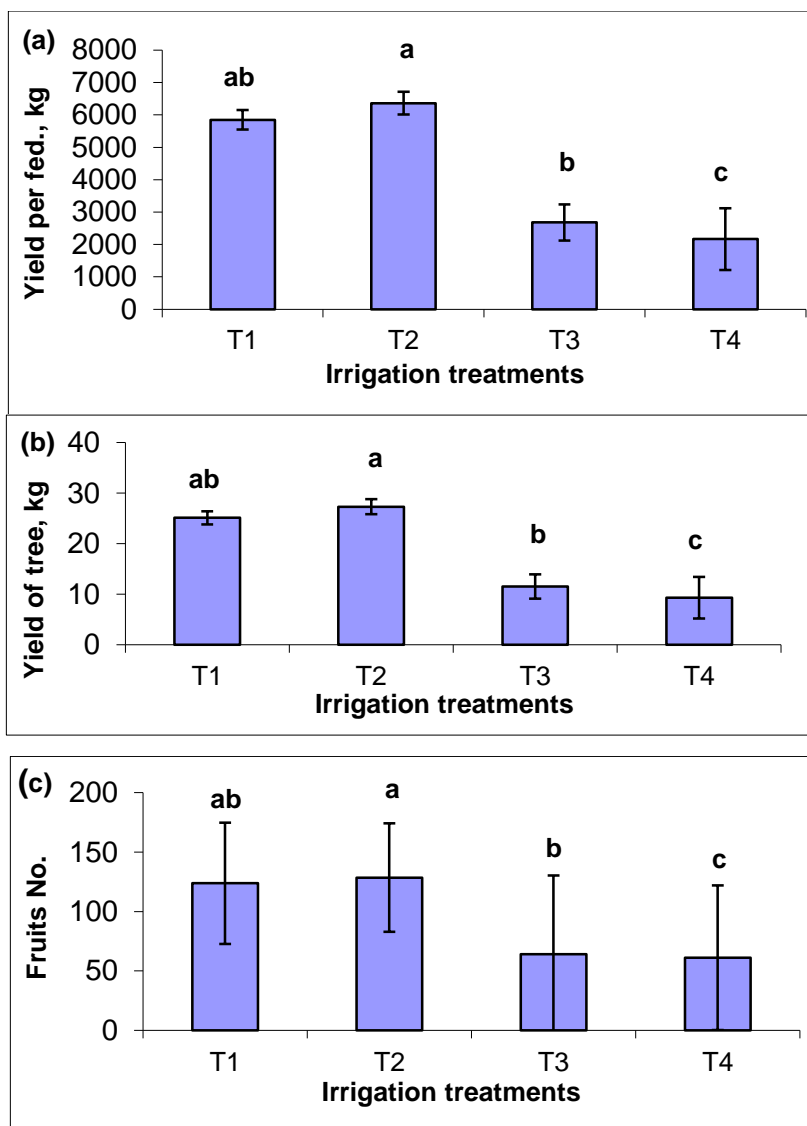 (a)
Yield per fed., kg
8000
7000
6000
5000
4000
3000
2000
1000
0
ab
a
b
c
T1 T2 T3 T4
Irrigation treatments
(b)
Yield of tree, kg
40
30
20
10
0
ab
a
b
c
T1 T2 T3 T4
Irrigation treatments
(c)
Fruits No.
200
150
100
50
0
ab
a
b
c
T1 T2 T3 T4
Irrigation treatments